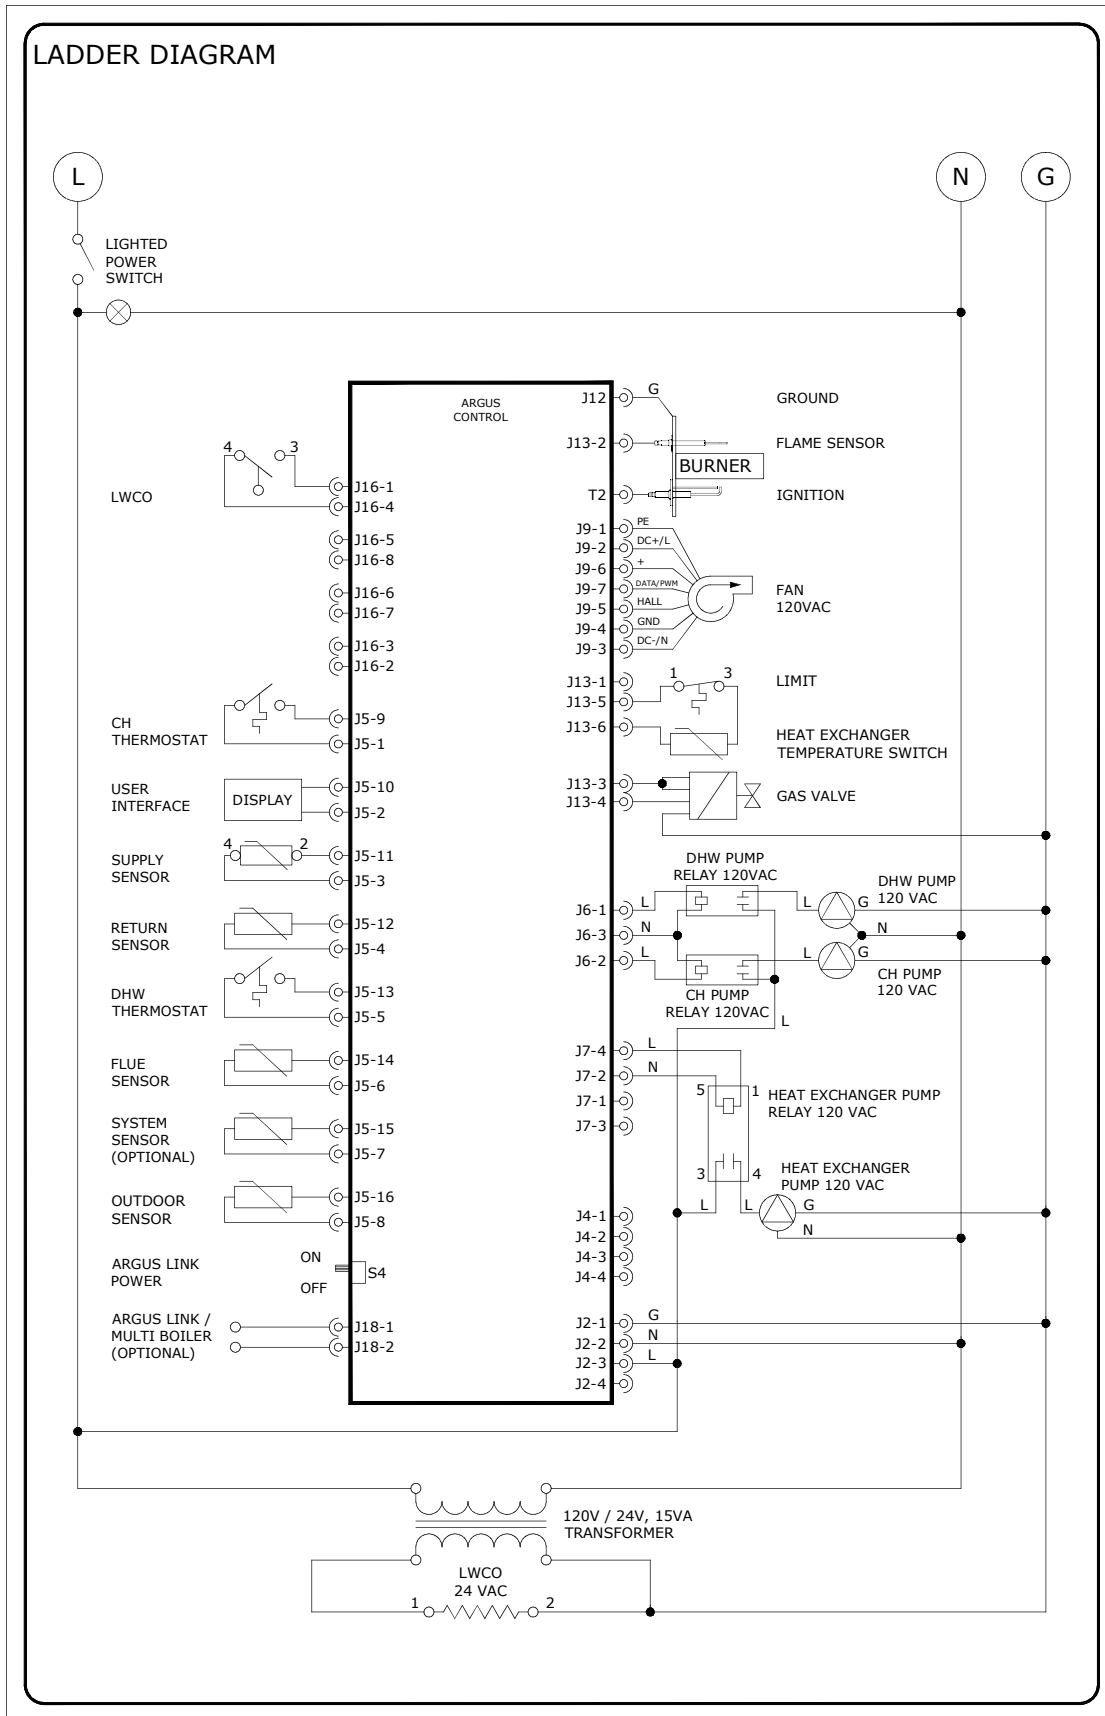 LADDER DIAGRAM
L
N
G
LIGHTED
POWER
SWITCH
ARGUS
CONTROL
LWCO
4
3
J16-1
J16-4
J16-5
J16-8
J16-6
J16-7
J16-3
J16-2
CH
THERMOSTAT
J5-9
J5-1
USER
INTERFACE
DISPLAY
J5-10
J5-2
SUPPLY
SENSOR
4
2
J5-11
J5-3
RETURN
SENSOR
J5-12
J5-4
DHW
THERMOSTAT
J5-13
J5-5
FLUE
SENSOR
J5-14
J5-6
SYSTEM
SENSOR
(OPTIONAL)
J5-15
J5-7
OUTDOOR
SENSOR
J5-16
J5-8
ARGUS LINK
POWER
ON
OFF
S4
ARGUS LINK /
MULTI BOILER
(OPTIONAL)
J18-1
J18-2
J12
G
GROUND
J13-2
FLAME SENSOR
BURNER
T2
IGNITION
J9-1
PE
J9-2
DC+/L
J9-6
+
J9-7
DATA/PWM
J9-5
HALL
J9-4
GND
J9-3
DC-/N
FAN
120VAC
J13-1
J13-5
J13-6
1
3
LIMIT
HEAT EXCHANGER
TEMPERATURE SWITCH
J13-3
J13-4
GAS VALVE
DHW PUMP
RELAY 120VAC
DHW PUMP
120 VAC
J6-1
L
L
G
J6-3
N
N
J6-2
L
L
G
CH PUMP
RELAY 120VAC
CH PUMP
120 VAC
L
J7-4
L
J7-2
N
J7-1
J7-3
5
1
HEAT EXCHANGER PUMP
RELAY 120 VAC
3
4
HEAT EXCHANGER
PUMP 120 VAC
L
L
G
N
J4-1
J4-2
J4-3
J4-4
J2-1
G
J2-2
N
J2-3
L
J2-4
120V / 24V, 15VA
TRANSFORMER
LWCO
24 VAC
1
2